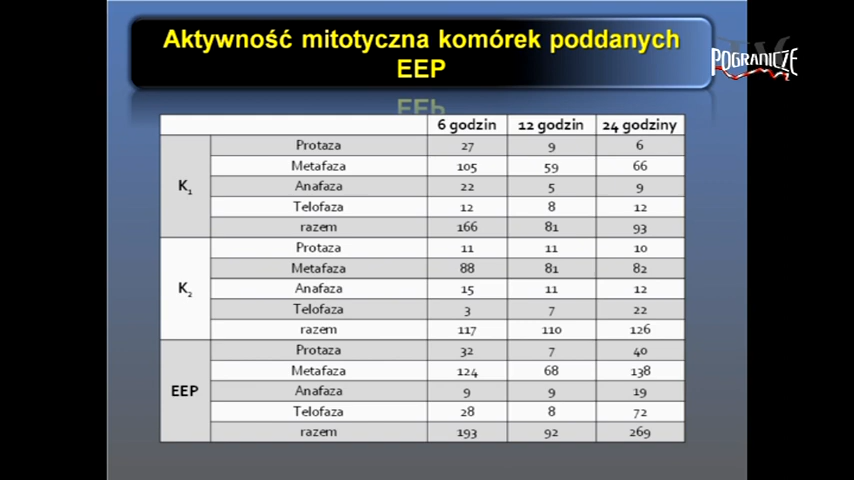 Aktywność mitotyczna komórek poddanych
EEP
POGRANICZE
6 godzin 12 godzin 24 godziny
K1
Protaza 27 9 6
Metafaza 105 59 66
Anafaza 22 5 9
Telofaza 12 8 12
razem 166 81 93
K2
Protaza 11 11 10
Metafaza 88 81 82
Anafaza 15 11 12
Telofaza 3 7 22
razem 117 110 126
EEP
Protaza 32 7 40
Metafaza 124 68 138
Anafaza 9 9 19
Telofaza 28 8 72
razem 193 92 269